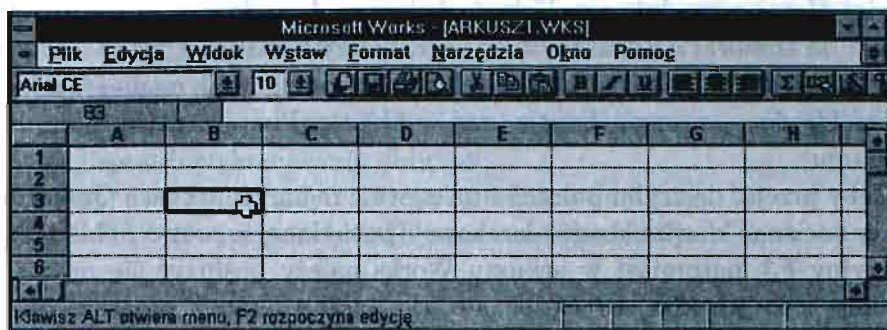 Microsoft Works - [ARKUSZ1.WKS]
Plik Edycja Widok Wstaw Format Narzędzia Okno Pomoc
Arial CE 10 B I U Σ
B3
A B C D E F G H
1
2
3
4
5
6
Klawisz ALT otwiera menu, F2 rozpoczyna edycję